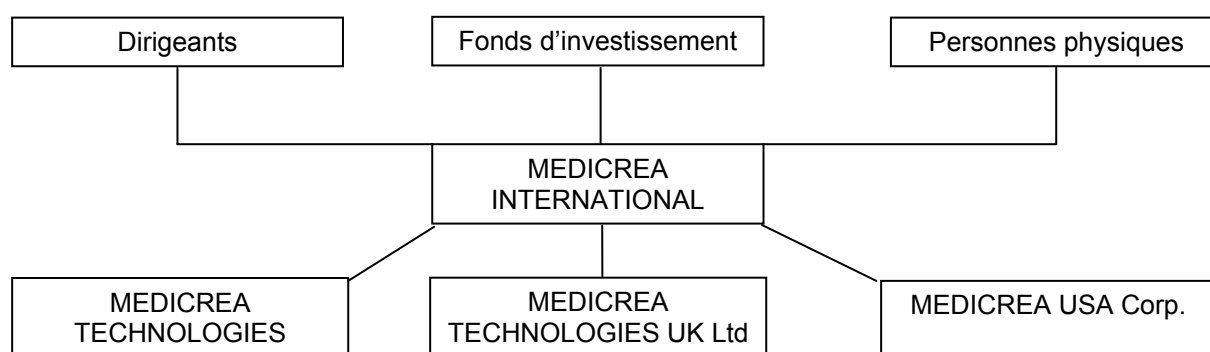 Dirigeants
Fonds d'investissement
Personnes physiques
MEDICREA
INTERNATIONAL
MEDICREA
TECHNOLOGIES
MEDICREA
TECHNOLOGIES UK Ltd
MEDICREA USA Corp.